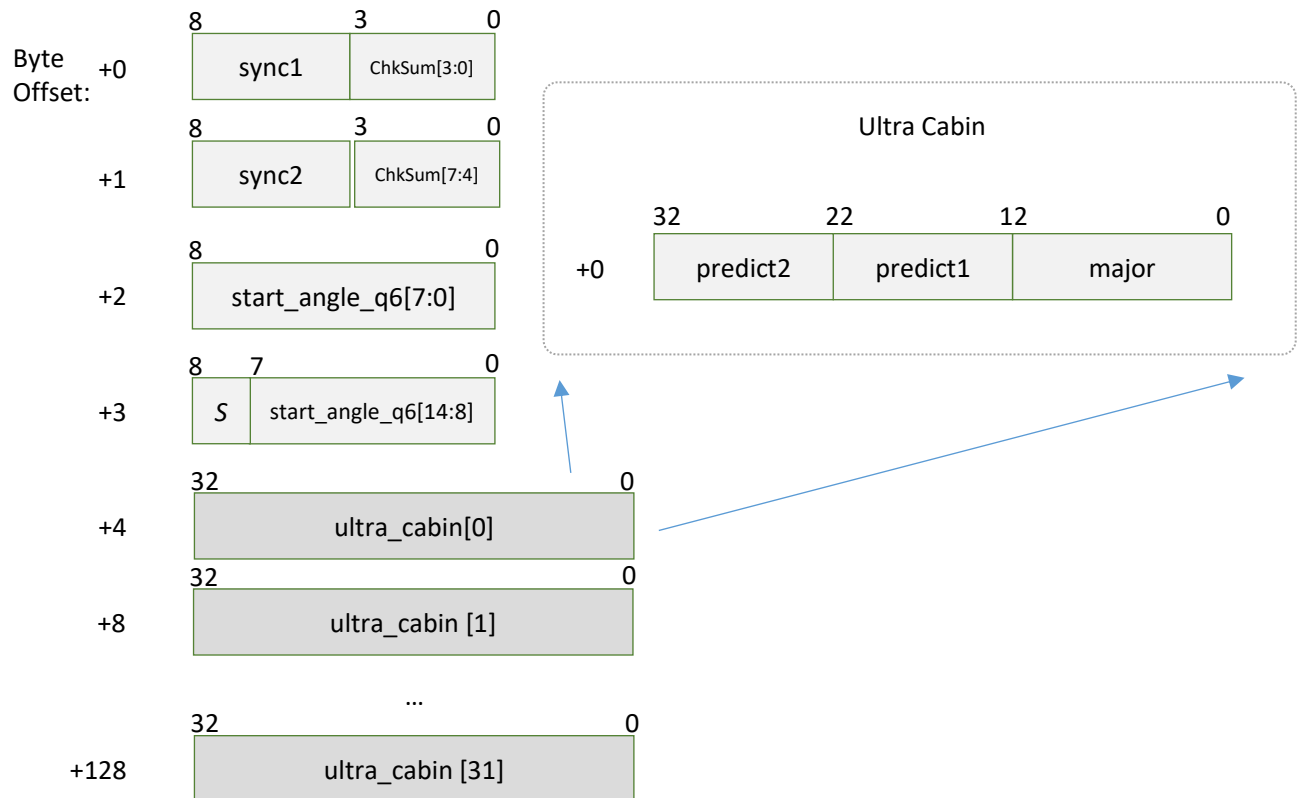 8 3 0
Byte
Offset:
+0 sync1 ChkSum[3:0]
8 3 0
+1 sync2 ChkSum[7:4]
8 0
+2 start_angle_q6[7:0]
8 7 0
+3 S start_angle_q6[14:8]
32 0
+4 ultra_cabin[0]
32 0
+8 ultra_cabin [1]
...
32 0
+128 ultra_cabin [31]
Ultra Cabin
32 22 12 0
+0 predict2 predict1 major